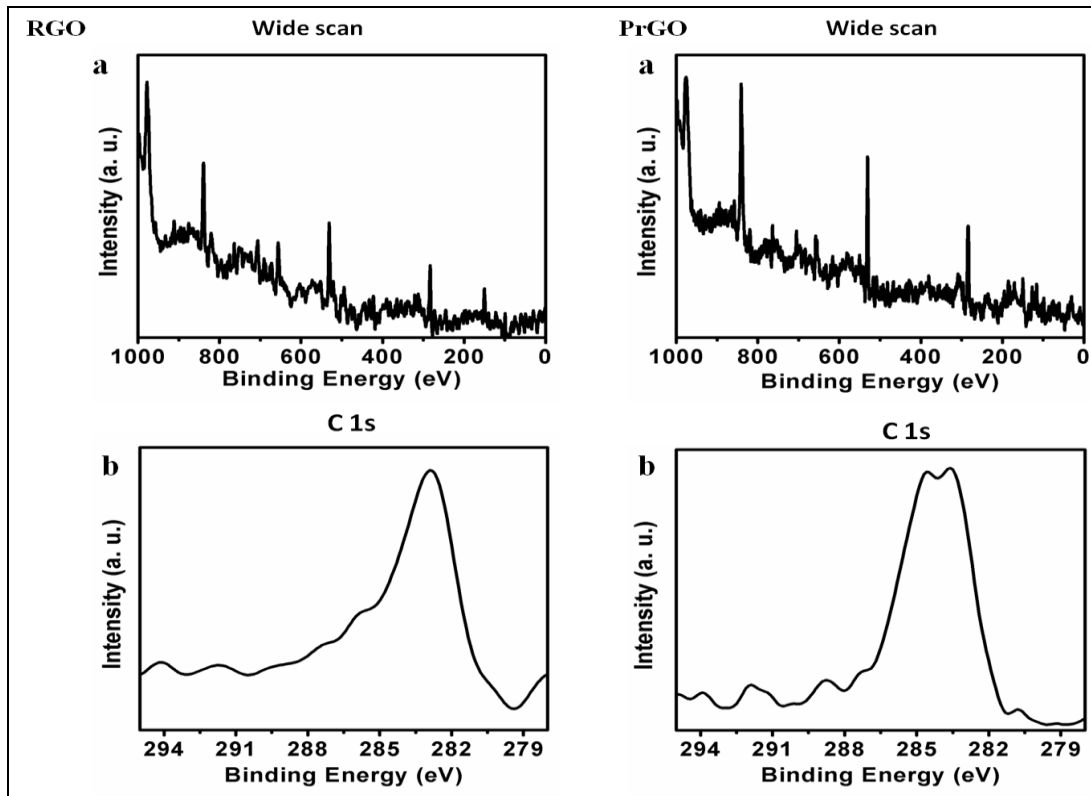 RGO Wide scan PrGO Wide scan
a a
Intensity (a. u.) Intensity (a. u.)
1000 800 600 400 200 0 1000 800 600 400 200 0
Binding Energy (eV) Binding Energy (eV)
C 1s C 1s
b b
Intensity (a. u.) Intensity (a. u.)
294 291 288 285 282 279 294 291 288 285 282 279
Binding Energy (eV) Binding Energy (eV)